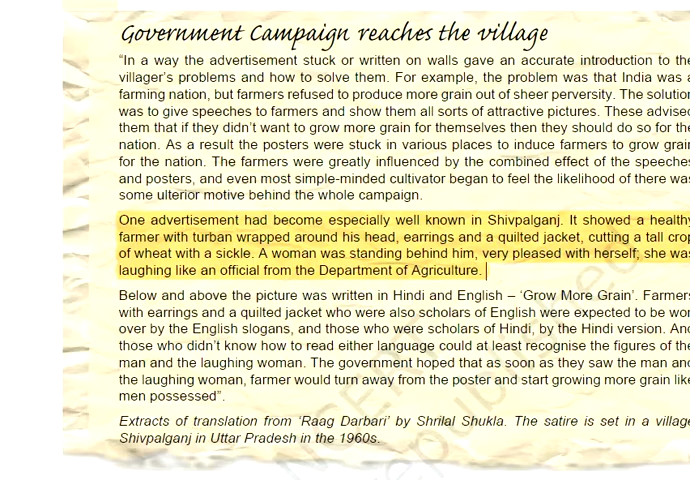 Government Campaign reaches the village
“In a way the advertisement stuck or written on walls gave an accurate introduction to the
villager’s problems and how to solve them. For example, the problem was that India was a
farming nation, but farmers refused to produce more grain out of sheer perversity. The solution
was to give speeches to farmers and show them all sorts of attractive pictures. These advised
them that if they didn’t want to grow more grain for themselves then they should do so for the
nation. As a result the posters were stuck in various places to induce farmers to grow grain
for the nation. The farmers were greatly influenced by the combined effect of the speeches
and posters, and even most simple-minded cultivator began to feel the likelihood of there was
some ulterior motive behind the whole campaign.
One advertisement had become especially well known in Shivpalganj. It showed a healthy
farmer with turban wrapped around his head, earrings and a quilted jacket, cutting a tall crop
of wheat with a sickle. A woman was standing behind him, very pleased with herself; she was
laughing like an official from the Department of Agriculture.
Below and above the picture was written in Hindi and English – ‘Grow More Grain’. Farmers
with earrings and a quilted jacket who were also scholars of English were expected to be won
over by the English slogans, and those who were scholars of Hindi, by the Hindi version. And
those who didn’t know how to read either language could at least recognise the figures of the
man and the laughing woman. The government hoped that as soon as they saw the man and
the laughing woman, farmer would turn away from the poster and start growing more grain like
men possessed”.
Extracts of translation from ‘Raag Darbari’ by Shrilal Shukla. The satire is set in a village
Shivpalganj in Uttar Pradesh in the 1960s.